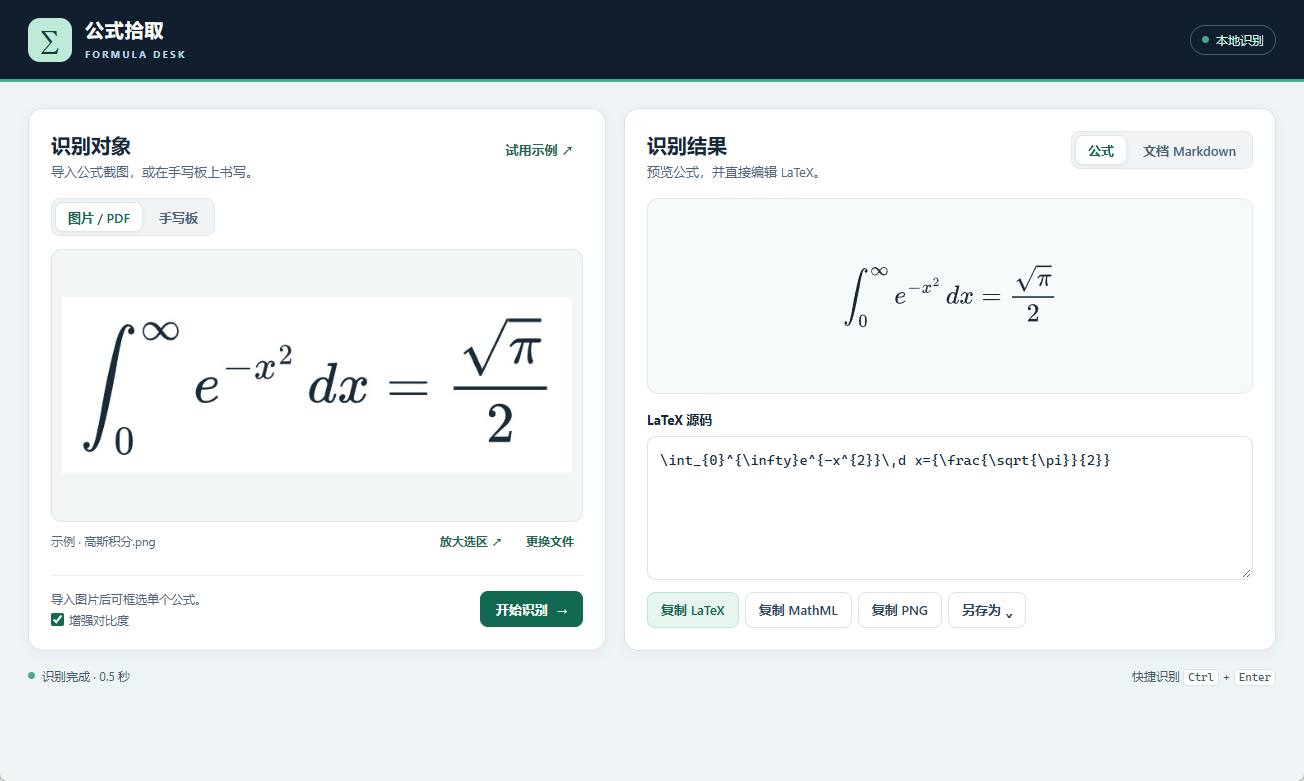 ∑ 公式拾取
FORMULA DESK
本地识别
识别对象
试用示例 ↗
导入公式截图，或在手写板上书写。
图片 / PDF 手写板
∫_0^∞ e^{-x^2} dx = √π / 2
示例 · 高斯积分.png
放大选区 ↗ 更换文件
导入图片后可框选单个公式。
增强对比度
开始识别 →
识别结果
公式 文档 Markdown
预览公式，并直接编辑 LaTeX。
∫_0^∞ e^{-x^2} dx = √π / 2
LaTeX 源码
\int_{0}^{\infty}e^{-x^{2}}\,d x={\frac{\sqrt{\pi}}{2}}
复制 LaTeX 复制 MathML 复制 PNG 另存为
识别完成 · 0.5 秒
快捷识别 Ctrl + Enter